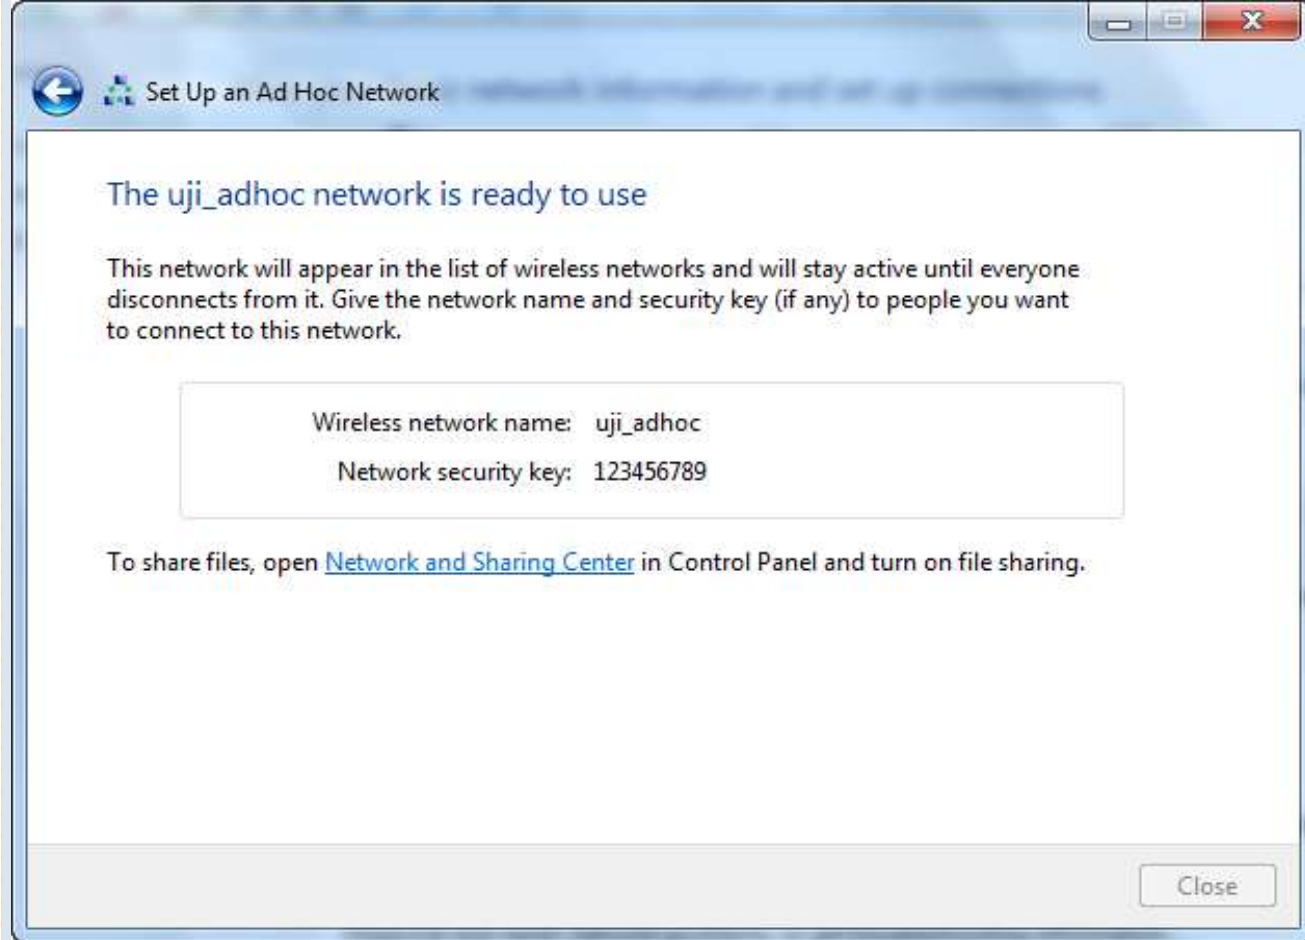 Set Up an Ad Hoc Network
The uji_adhoc network is ready to use
This network will appear in the list of wireless networks and will stay active until everyone
disconnects from it. Give the network name and security key (if any) to people you want
to connect to this network.
Wireless network name: uji_adhoc
Network security key: 123456789
To share files, open Network and Sharing Center in Control Panel and turn on file sharing.
Close